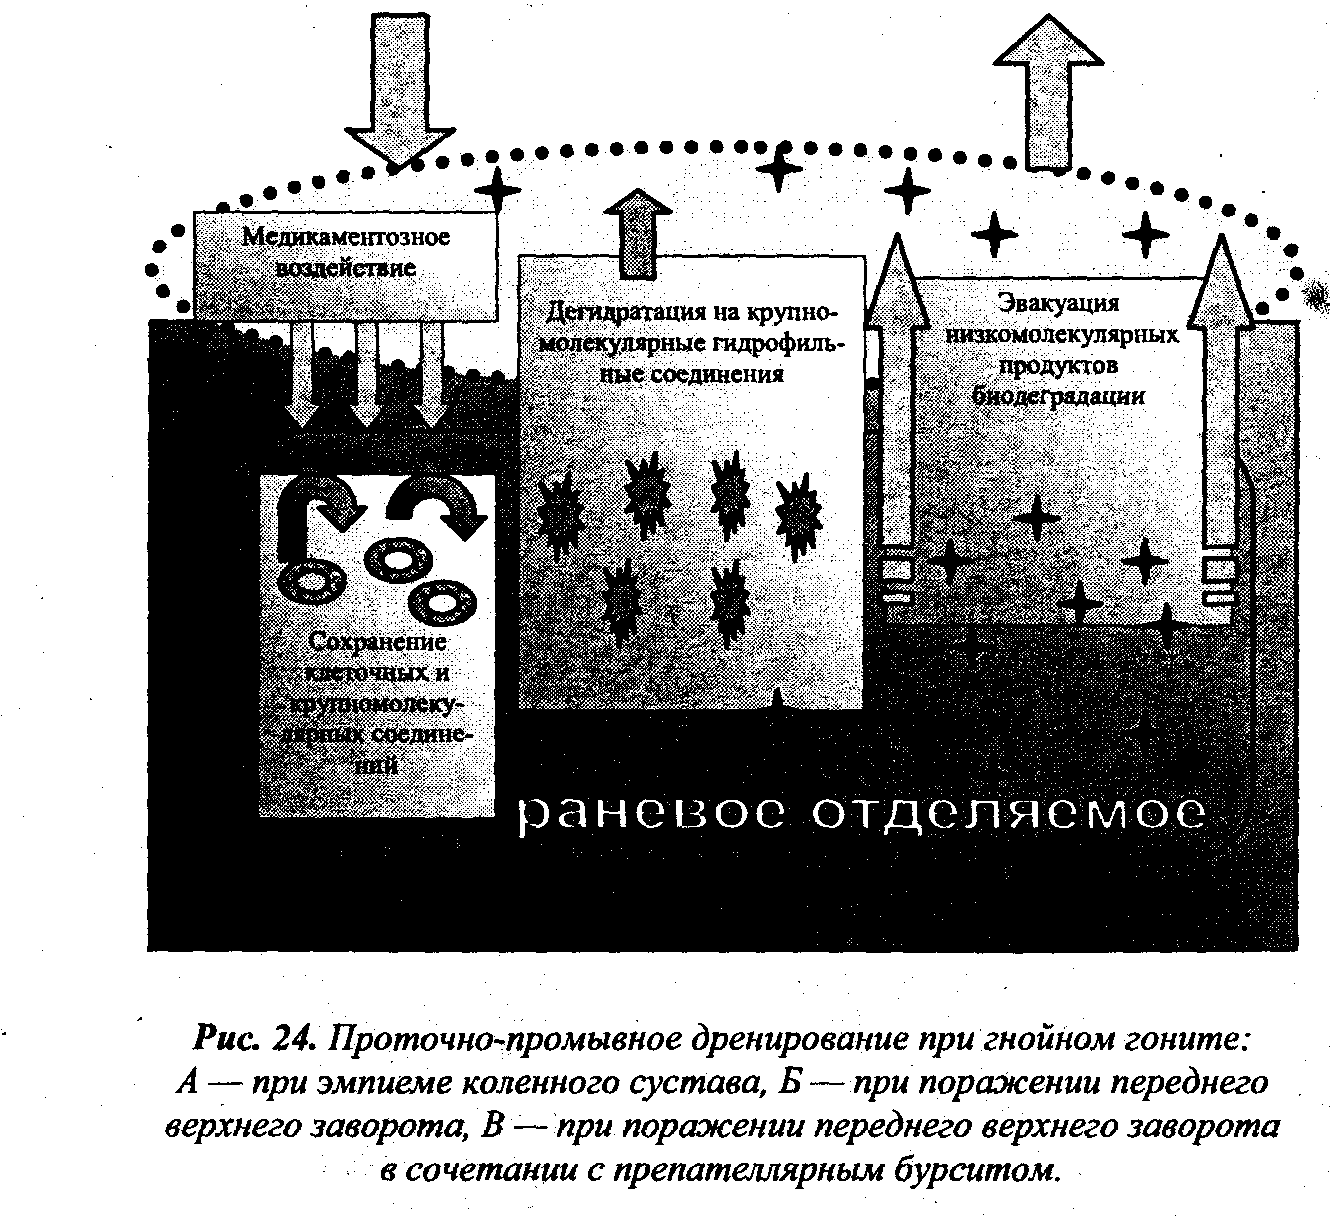 Медикаментозное
воздействие
Дегидратация на крупно-
молекулярные гидрофиль-
ные соединения
Эвакуация
низкомолекулярных
продуктов
биодеградации
Сохранение
клеточных и
крупномолеку-
лярных соедине-
ний
раневое отделяемое
Рис. 24. Проточно-промывное дренирование при гнойном гоните:
А — при эмпиеме коленного сустава, Б — при поражении переднего
верхнего заворота, В — при поражении переднего верхнего заворота
в сочетании с препателлярным бурситом.